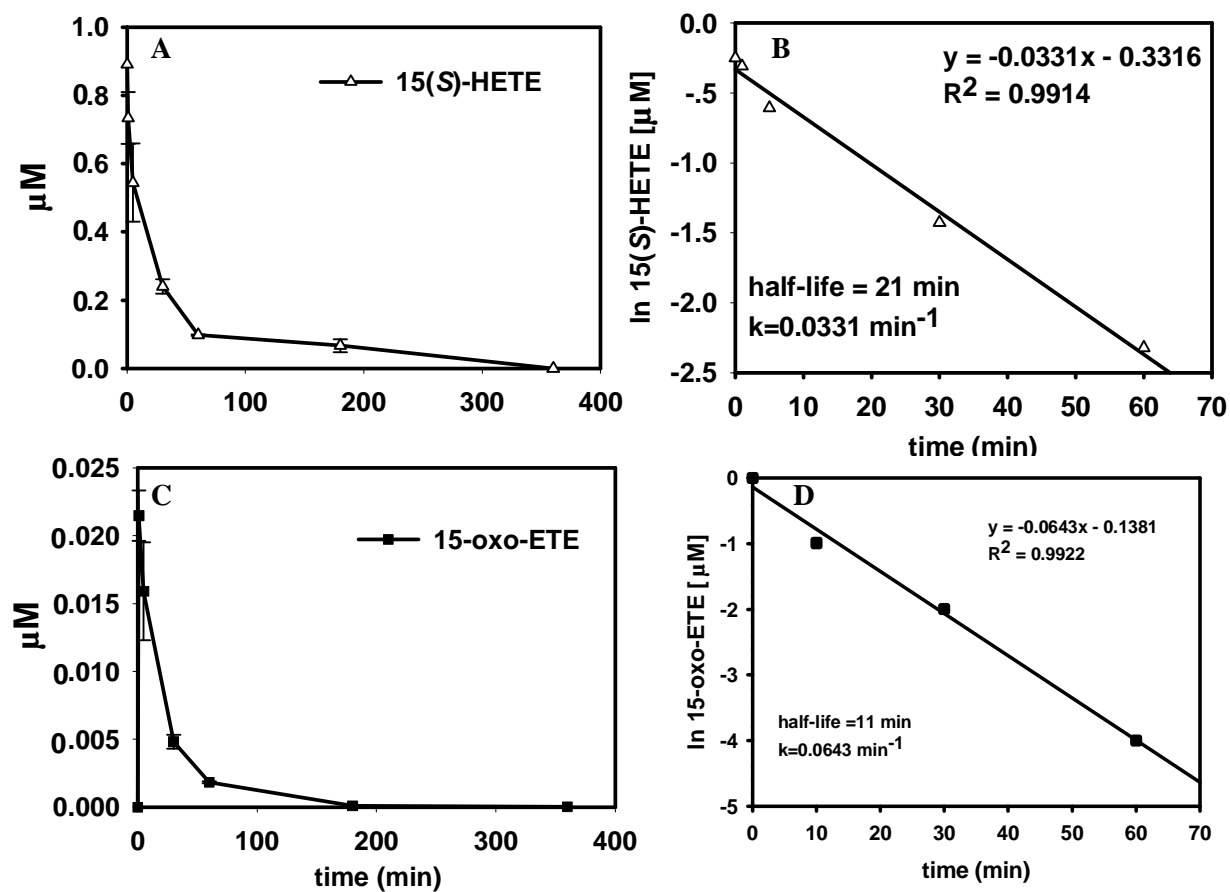 A
15(S)-HETE
μM
1.0
0.8
0.6
0.4
0.2
0.0
0 100 200 300 400
B
y = -0.0331x - 0.3316
R2 = 0.9914
half-life = 21 min
k=0.0331 min-1
ln 15(S)-HETE [μM]
0.0
-.5
-1.0
-1.5
-2.0
-2.5
0 10 20 30 40 50 60 70
time (min)
C
15-oxo-ETE
μM
0.025
0.020
0.015
0.010
0.005
0.000
0 100 200 300 400
time (min)
D
y = -0.0643x - 0.1381
R2 = 0.9922
half-life =11 min
k=0.0643 min-1
ln 15-oxo-ETE [ μM]
0
-1
-2
-3
-4
-5
0 10 20 30 40 50 60 70
time (min)